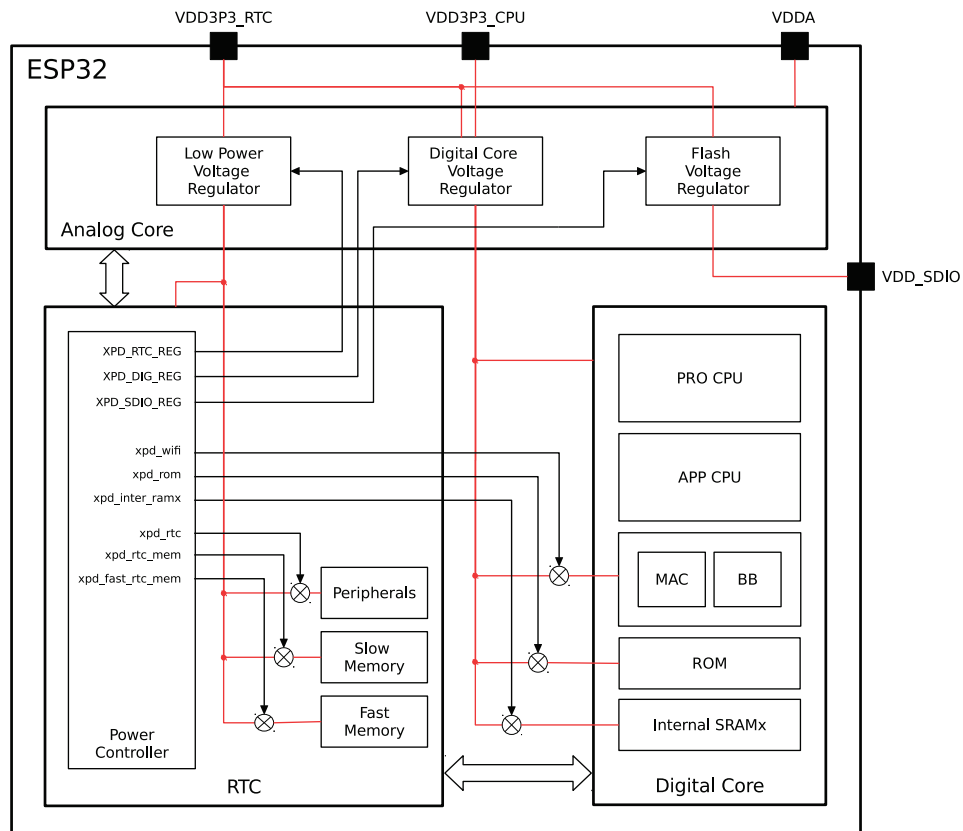 VDD3P3_RTC
VDD3P3_CPU
VDDA
ESP32
Low Power
Voltage
Regulator
Digital Core
Voltage
Regulator
Flash
Voltage
Regulator
Analog Core
VDD_SDIO
XPD_RTC_REG
XPD_DIG_REG
XPD_SDIO_REG
xpd_wifi
xpd_rom
xpd_inter_ramx
xpd_rtc
xpd_rtc_mem
xpd_fast_rtc_mem
Power
Controller
Peripherals
Slow
Memory
Fast
Memory
RTC
PRO CPU
APP CPU
MAC
BB
ROM
Internal SRAMx
Digital Core